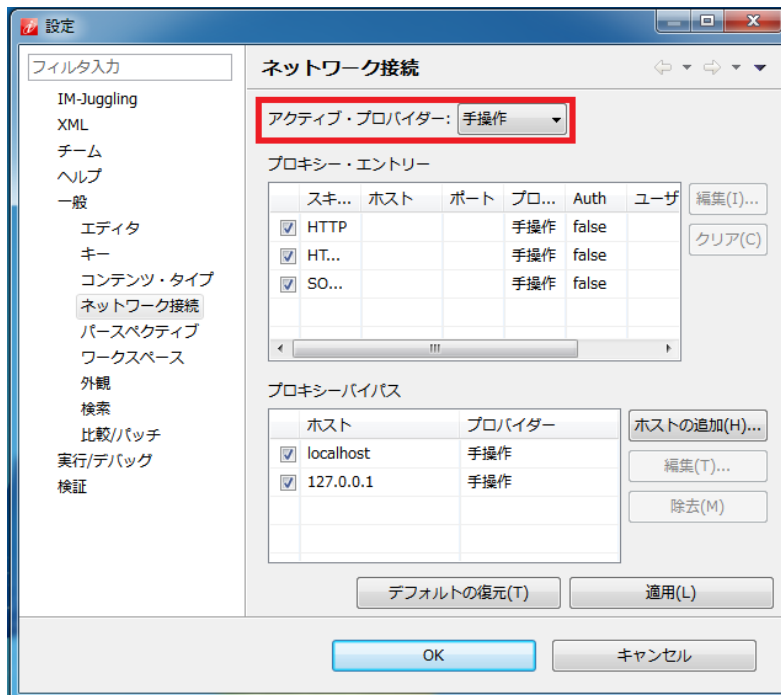 設定
フィルタ入力
IM-Juggling
XML
チーム
ヘルプ
一般
エディタ
キー
コンテンツ・タイプ
ネットワーク接続
パースペクティブ
ワークスペース
外観
検索
比較/パッチ
実行/デバッグ
検証
ネットワーク接続
アクティブ・プロバイダー: 手操作
プロキシー・エントリー
スキ... ホスト ポート プロ... Auth ユーザ
HTTP 手操作 false
HT... 手操作 false
SO... 手操作 false
編集(I)...
クリア(C)
プロキシーバイパス
ホスト プロバイダー
localhost 手操作
127.0.0.1 手操作
ホストの追加(H)...
編集(T)...
除去(M)
デフォルトの復元(T) 適用(L)
OK キャンセル